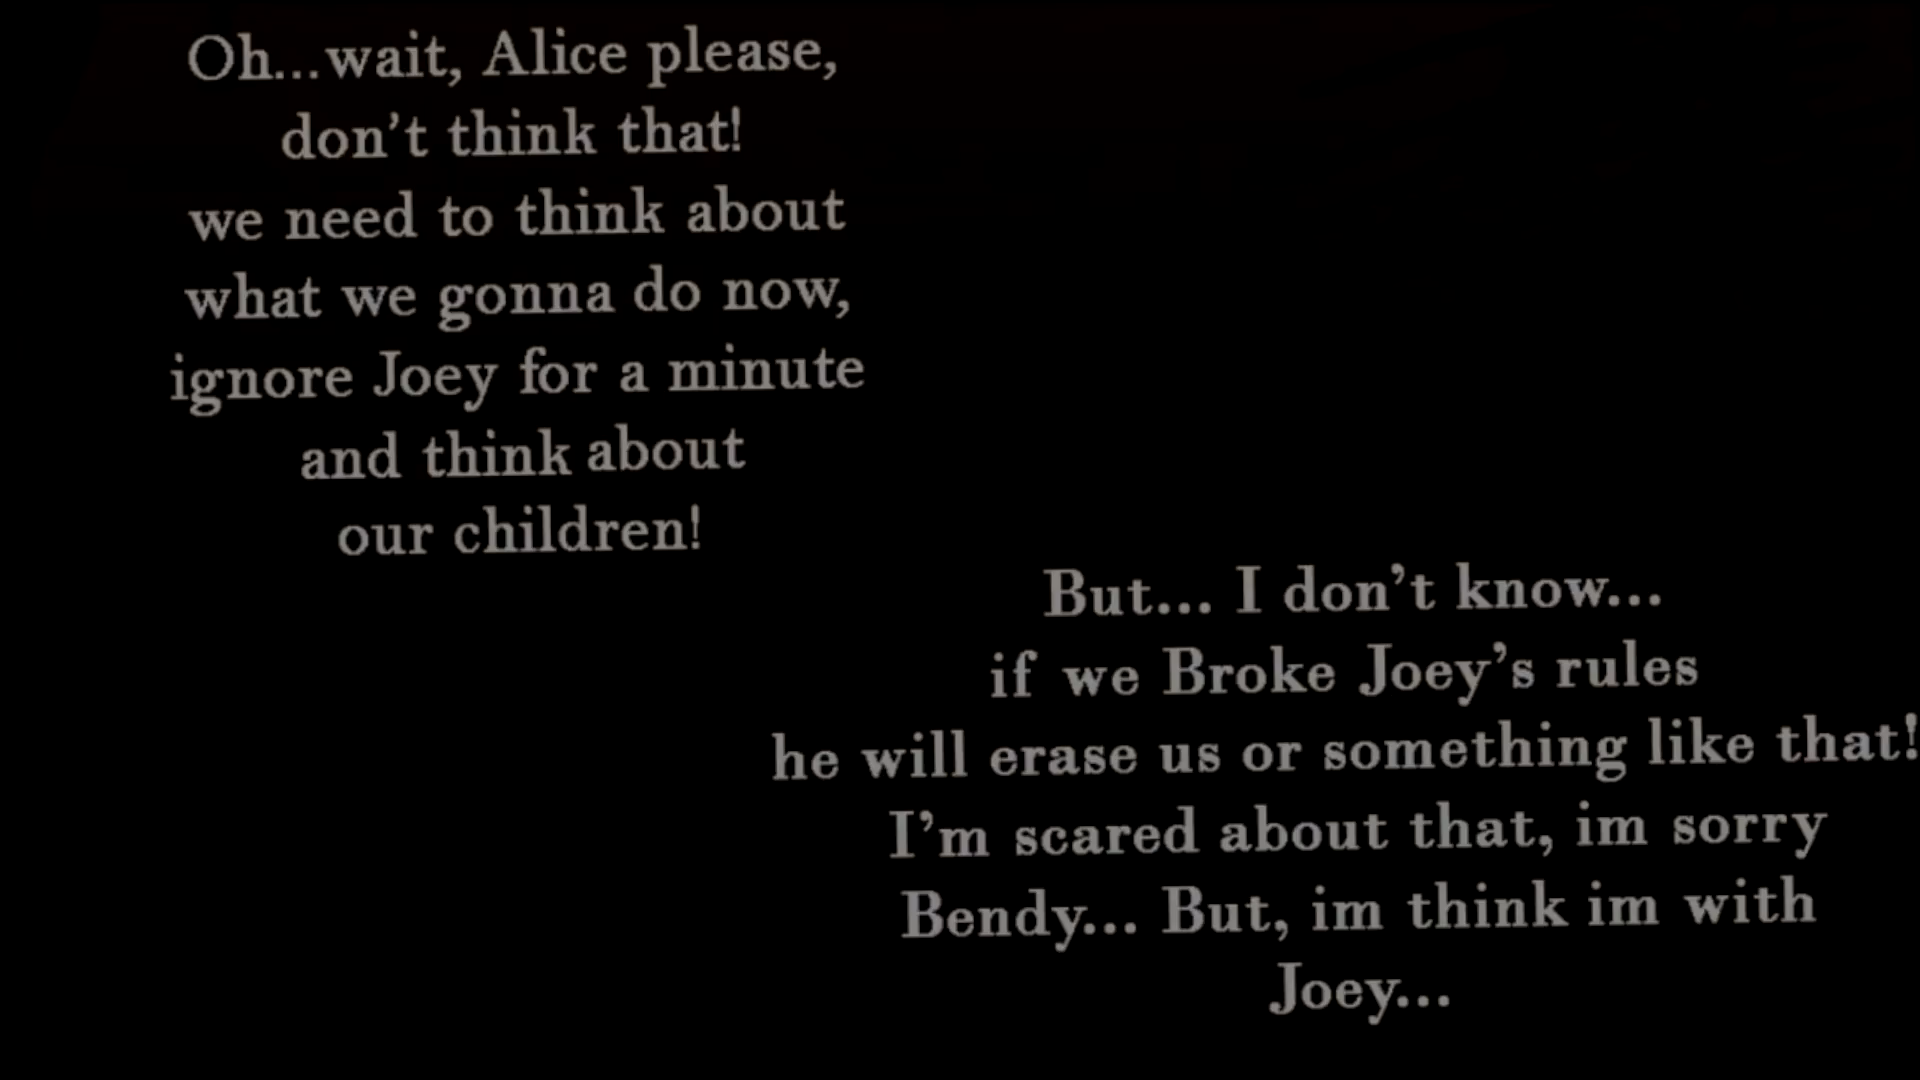 Oh...wait, Alice please,
don't think that!
we need to think about
what we gonna do now,
ignore Joey for a minute
and think about
our children!
But... I don't know...
if we Broke Joey's rules
he will erase us or something like that!
I'm scared about that, im sorry
Bendy... But, im think im with
Joey...